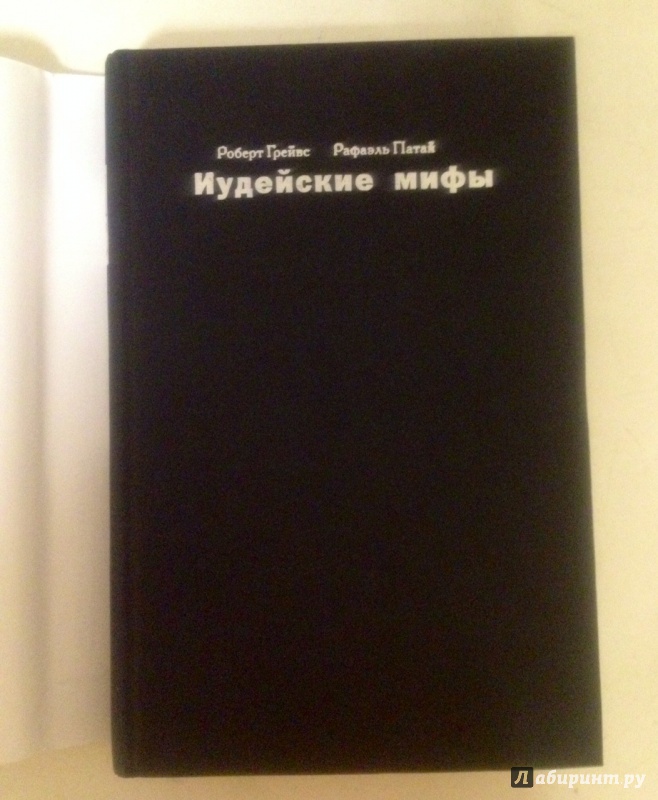 Роберт Грейвс Рафаэль Патай
Иудейские мифы
Лабиринт.ру